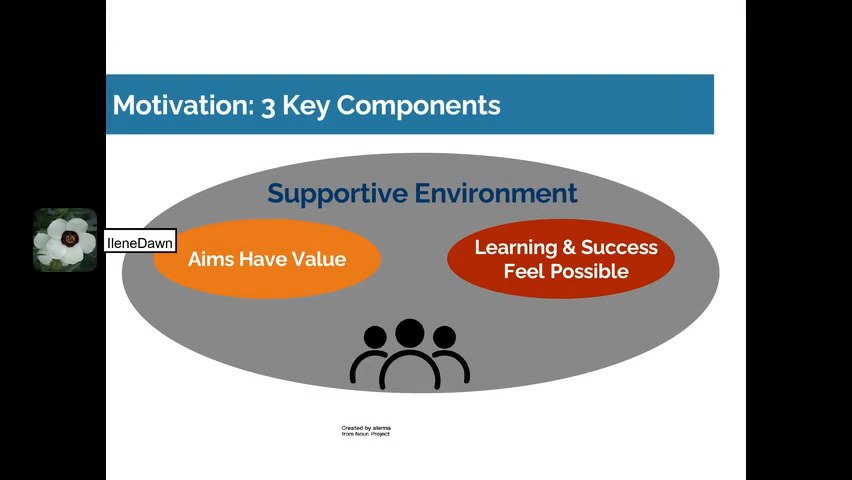 Motivation: 3 Key Components
Supportive Environment
IleneDawn
Aims Have Value
Learning & Success
Feel Possible
Created by alerma
from Noun Project